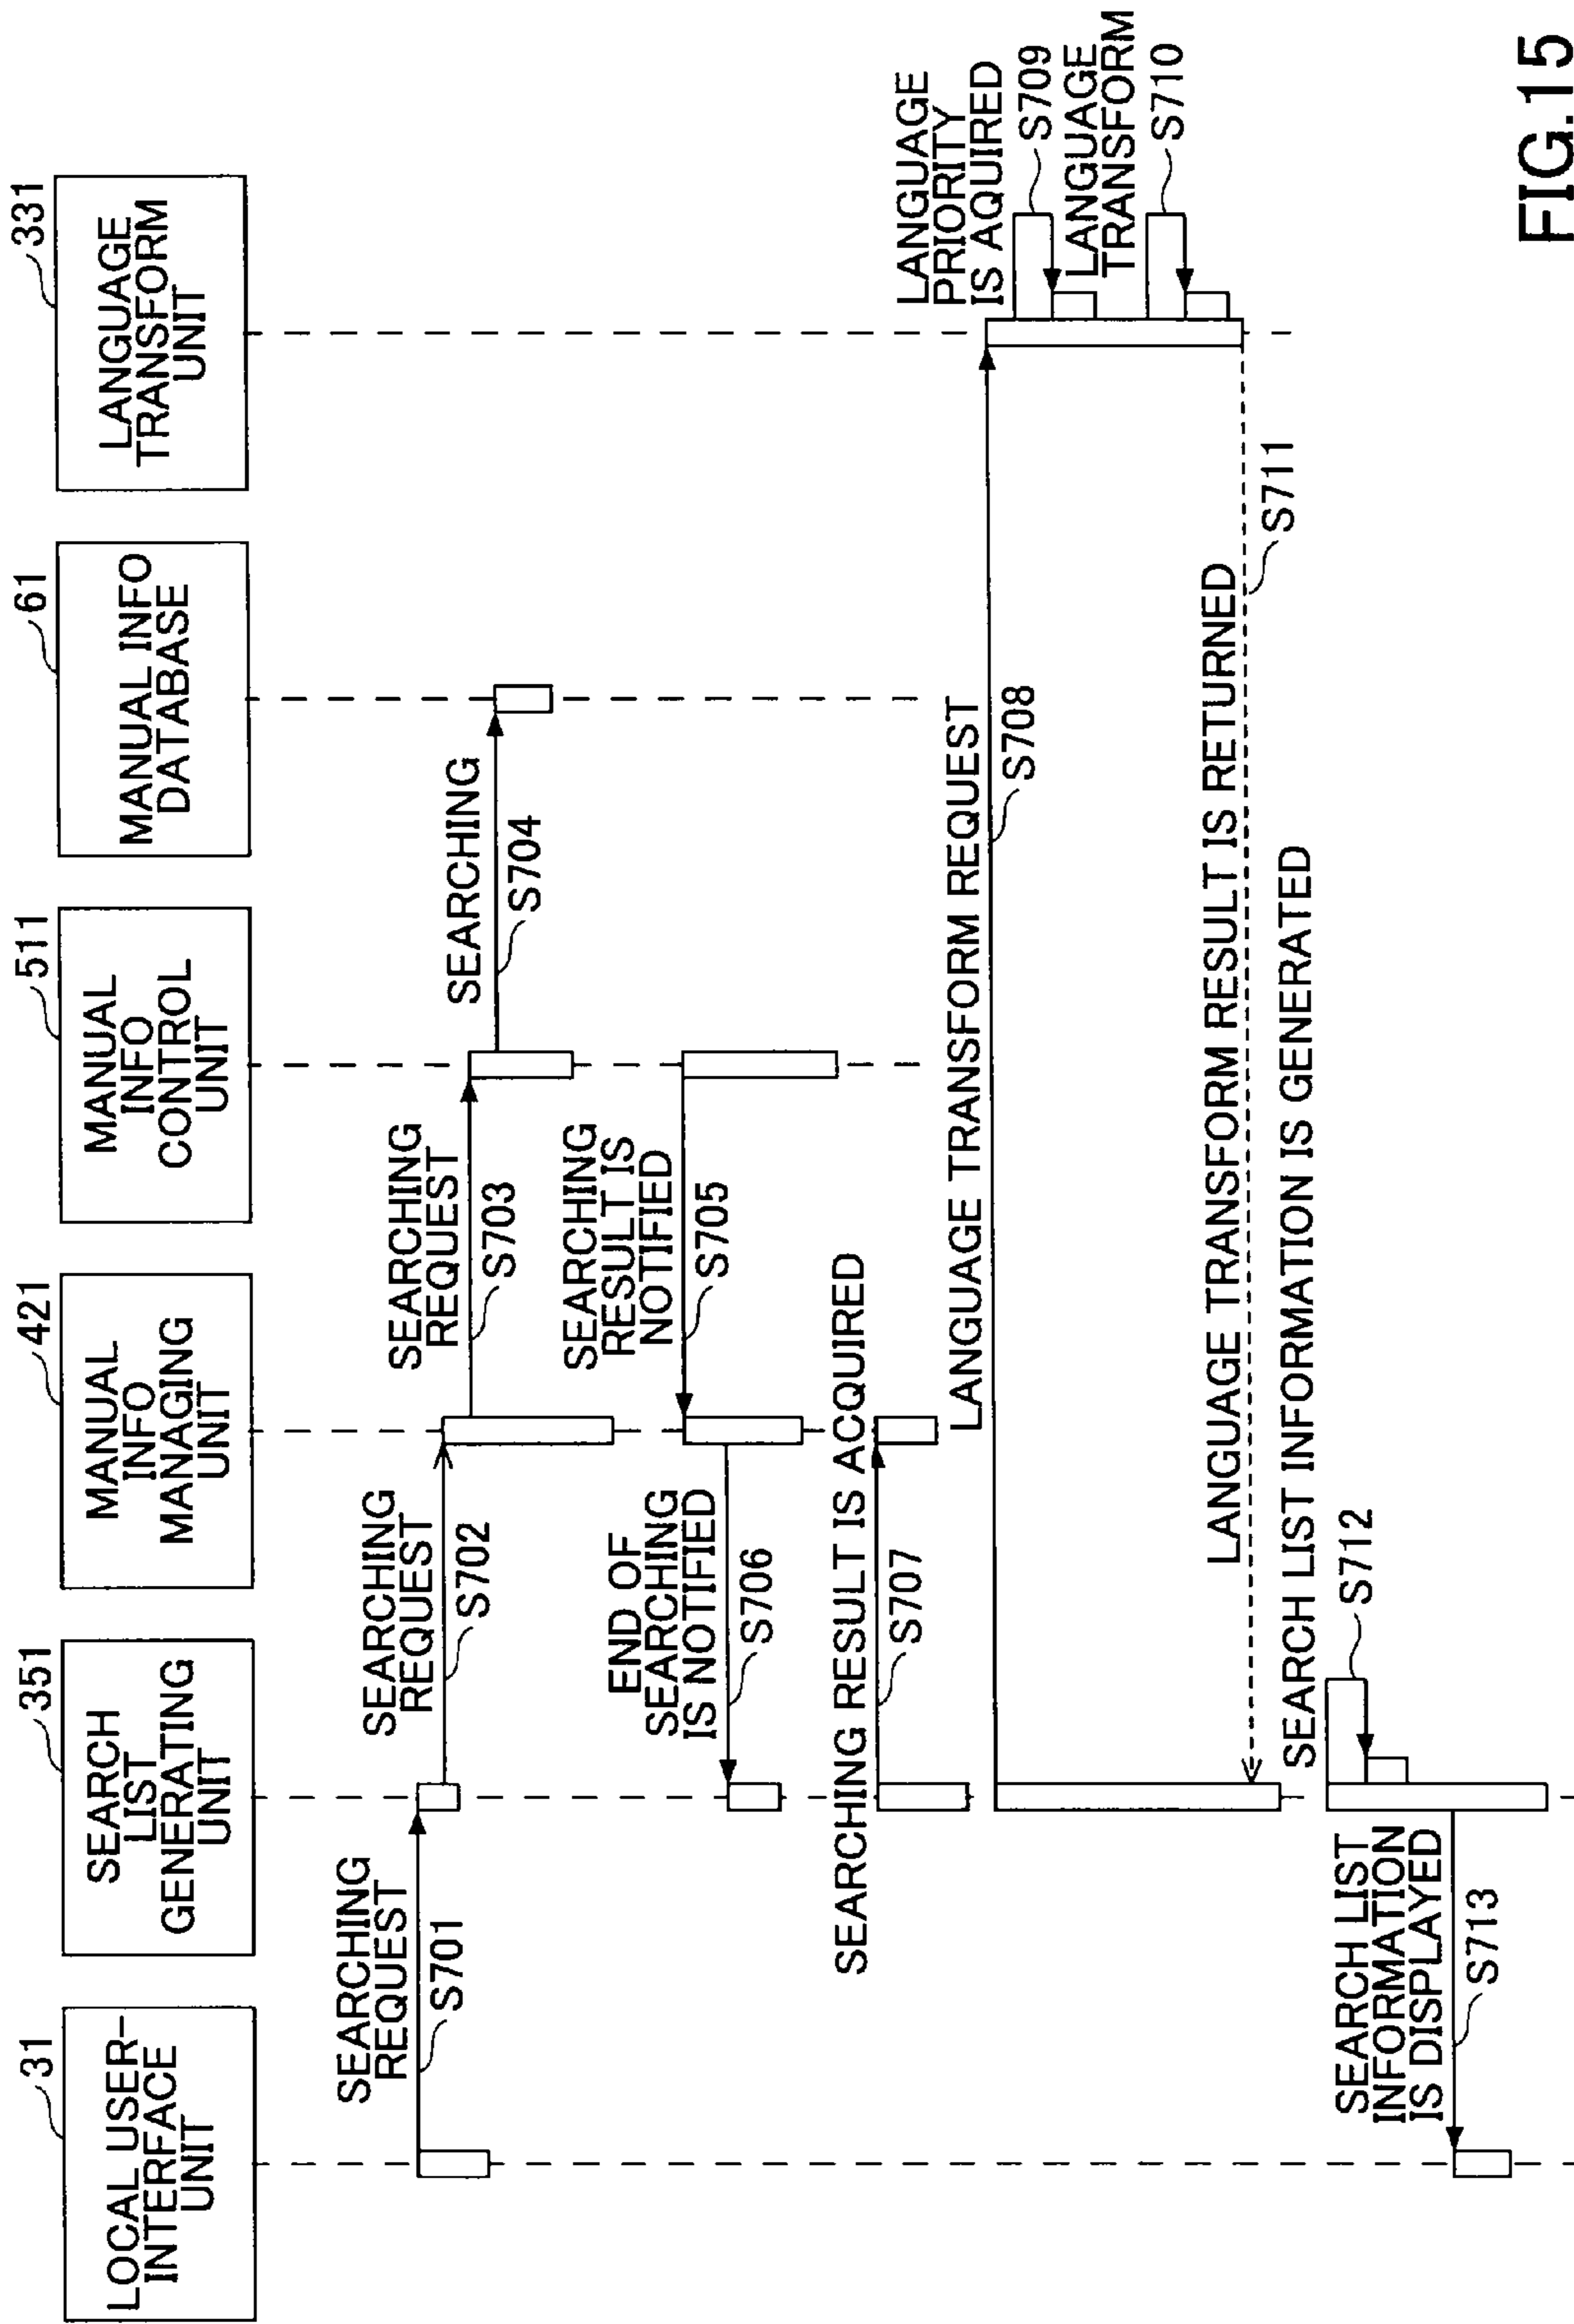 31
LOCAL USER-
INTERFACE
UNIT
351
SEARCH
LIST
GENERATING
UNIT
421
MANUAL
INFO
MANAGING
UNIT
511
MANUAL
INFO
CONTROL
UNIT
61
MANUAL INFO
DATABASE
331
LANGUAGE
TRANSFORM
UNIT
SEARCHING
REQUEST
S701
SEARCHING
REQUEST
S702
SEARCHING
REQUEST
S703
SEARCHING
S704
SEARCHING
RESULT IS
NOTIFIED
S705
END OF
SEARCHING
IS NOTIFIED
S706
SEARCHING RESULT IS ACQUIRED
S707
LANGUAGE TRANSFORM REQUEST
S708
LANGUAGE
PRIORITY
IS AQUIRED
S709
LANGUAGE
TRANSFORM
S710
LANGUAGE TRANSFORM RESULT IS RETURNED
S711
SEARCH LIST INFORMATION IS GENERATED
S712
SEARCH LIST
INFORMATION
IS DISPLAYED
S713
FIG.15